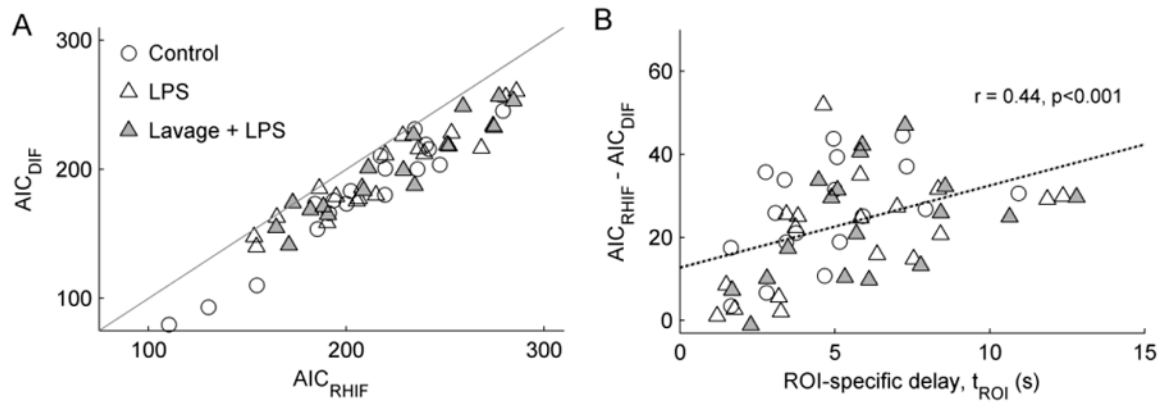 A
300
200
100
Control
LPS
Lavage + LPS
AIC_DIF
100
200
300
AIC_RHIF
B
60
40
20
0
r = 0.44, p<0.001
AIC_RHIF - AIC_DIF
0
5
10
15
ROI-specific delay, t_ROI (s)